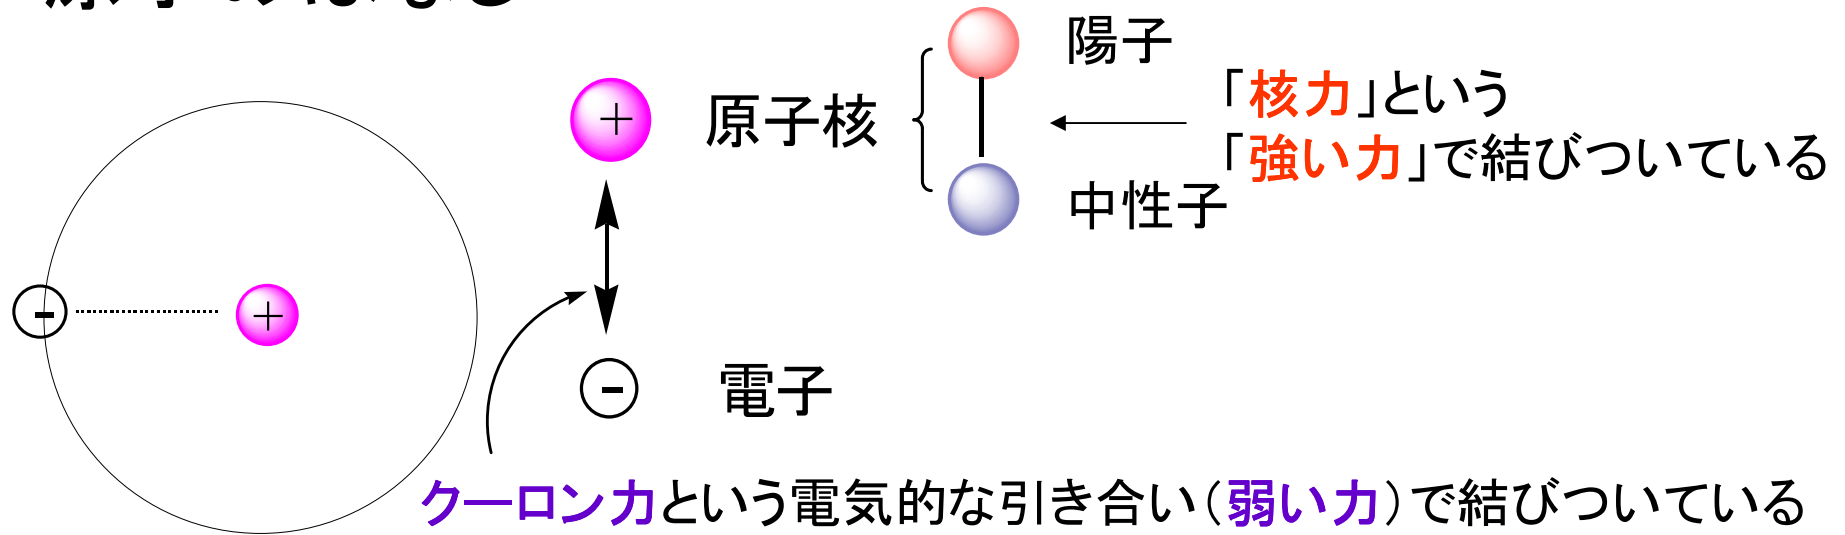 陽子
「核力」という
原子核
「強い力」で結びついている
中性子
電子
クーロン力という電気的な引き合い（弱い力）で結びついている
+
+
-
-